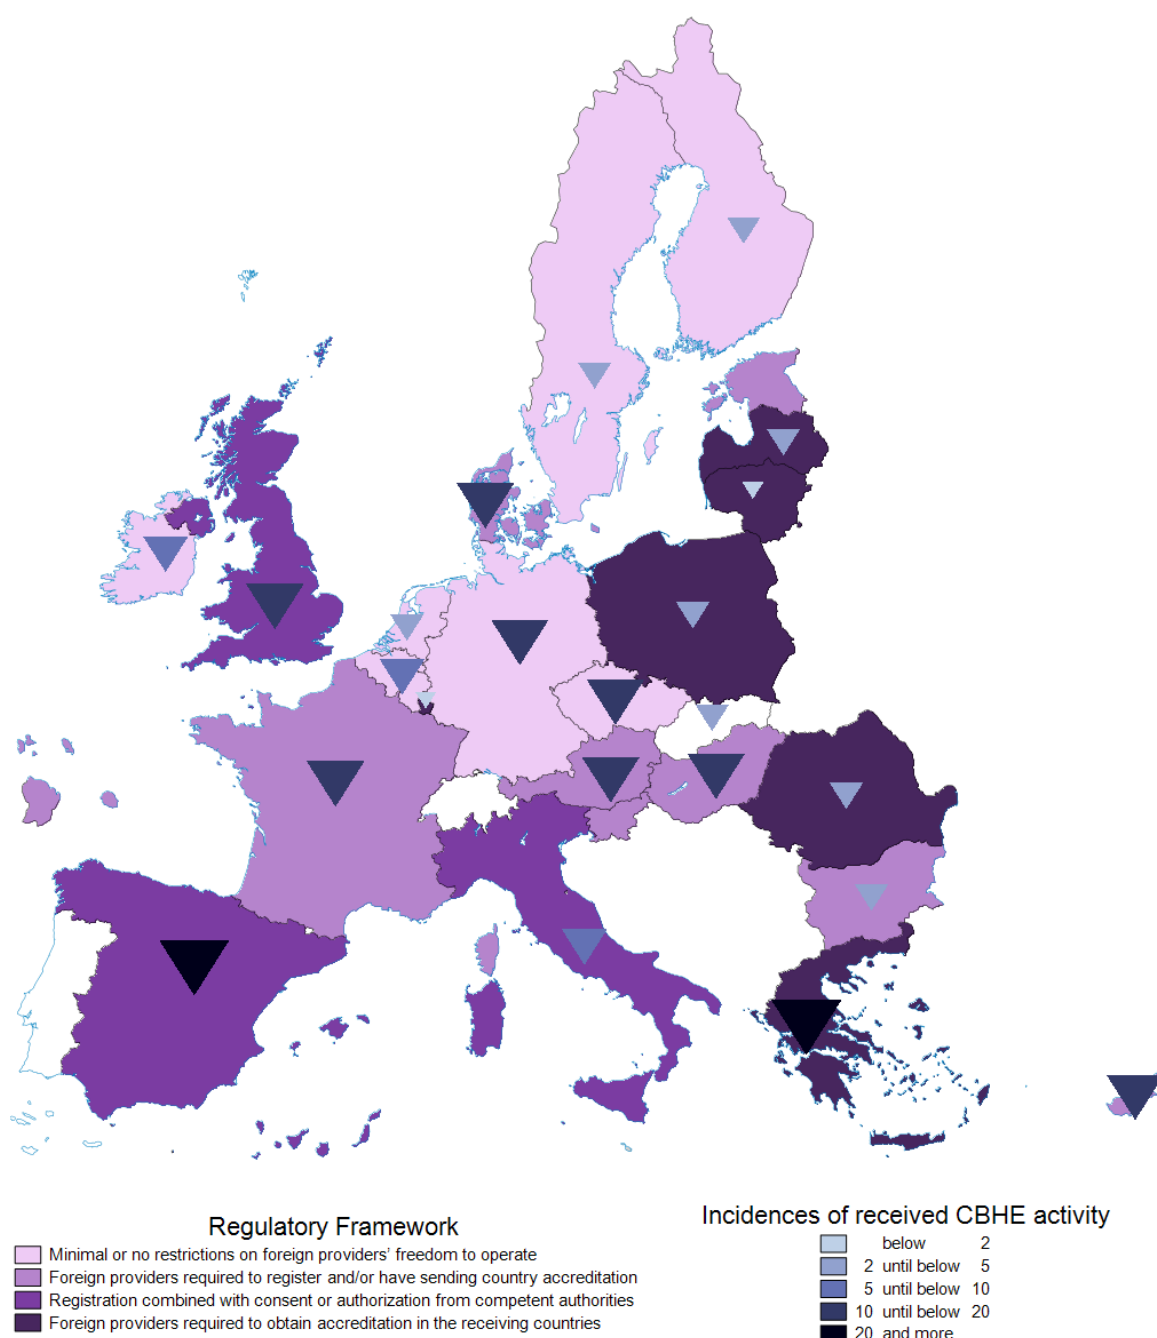 Regulatory Framework
Minimal or no restrictions on foreign providers' freedom to operate
Foreign providers required to register and/or have sending country accreditation
Registration combined with consent or authorization from competent authorities
Foreign providers required to obtain accreditation in the receiving countries
Incidences of received CBHE activity
below 2
2 until below 5
5 until below 10
10 until below 20
20 and more